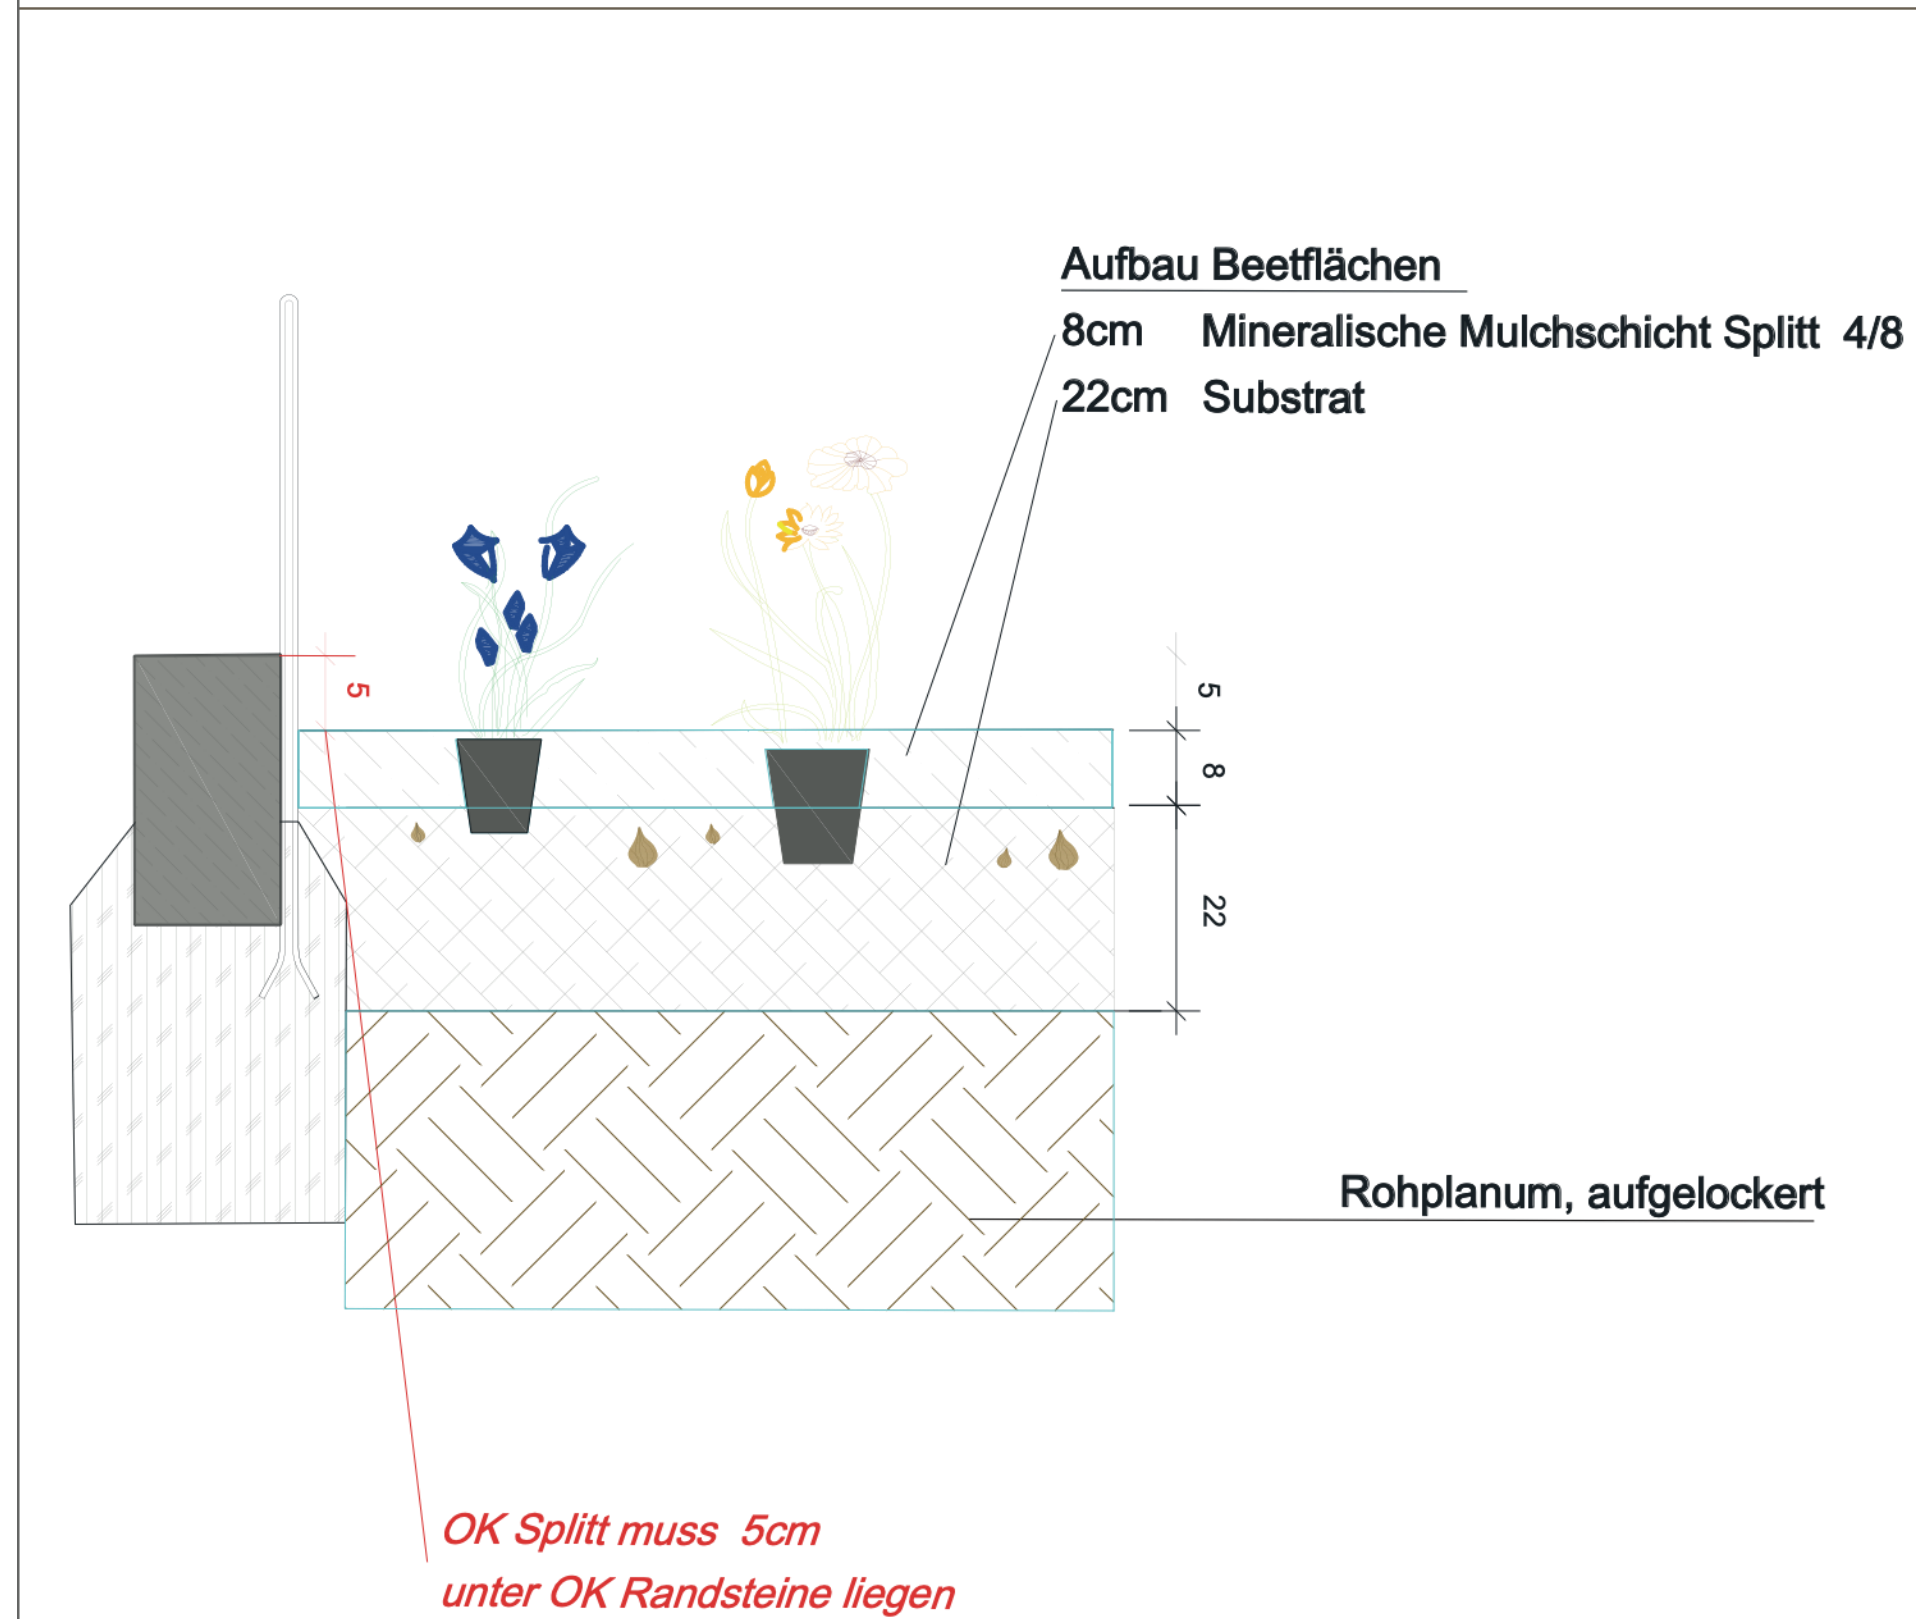 Aufbau Beetflächen
8cm Mineralische Mulchschicht Splitt 4/8
22cm Substrat
5
5
8
22
Rohplanum, aufgelockert
OK Splitt muss 5cm
unter OK Randsteine liegen